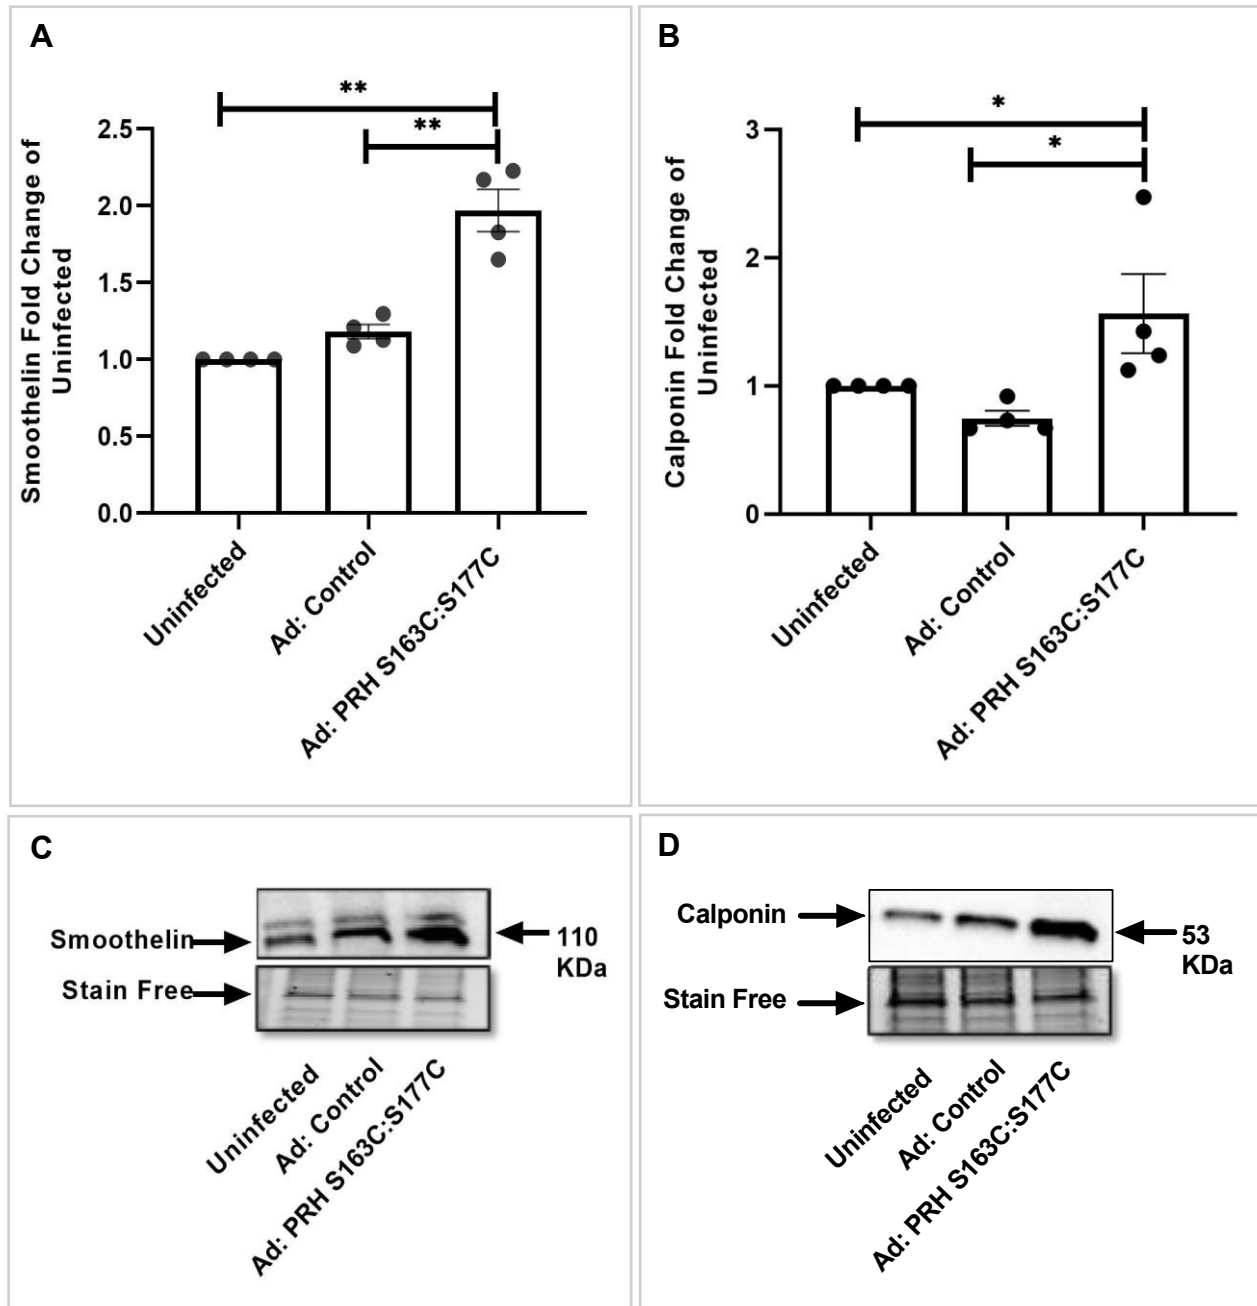 A
**
**
Smoothelin Fold Change of
Uninfected
2.5
2.0
1.5
1.0
0.5
0.0
Uninfected
Ad: Control
Ad: PRH S163C:S177C
B
*
*
Calponin Fold Change of
Uninfected
3
2
1
0
Uninfected
Ad: Control
Ad: PRH S163C:S177C
C
Smoothelin
110
KDa
Stain Free
Uninfected
Ad: Control
Ad: PRH S163C:S177C
D
Calponin
53
KDa
Stain Free
Uninfected
Ad: Control
Ad: PRH S163C:S177C